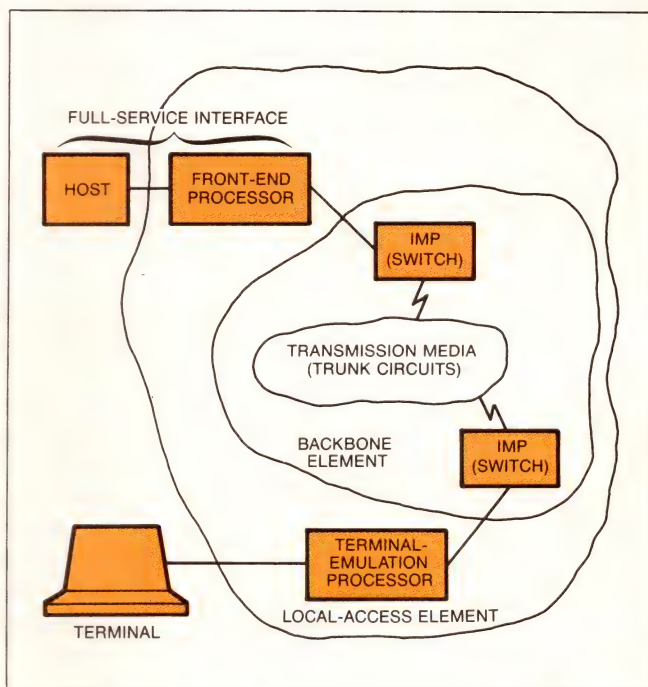 FULL-SERVICE INTERFACE
HOST
FRONT-END
PROCESSOR
IMP
(SWITCH)
TRANSMISSION MEDIA
(TRUNK CIRCUITS)
BACKBONE
ELEMENT
IMP
(SWITCH)
TERMINAL-
EMULATION
PROCESSOR
LOCAL-ACCESS ELEMENT
TERMINAL